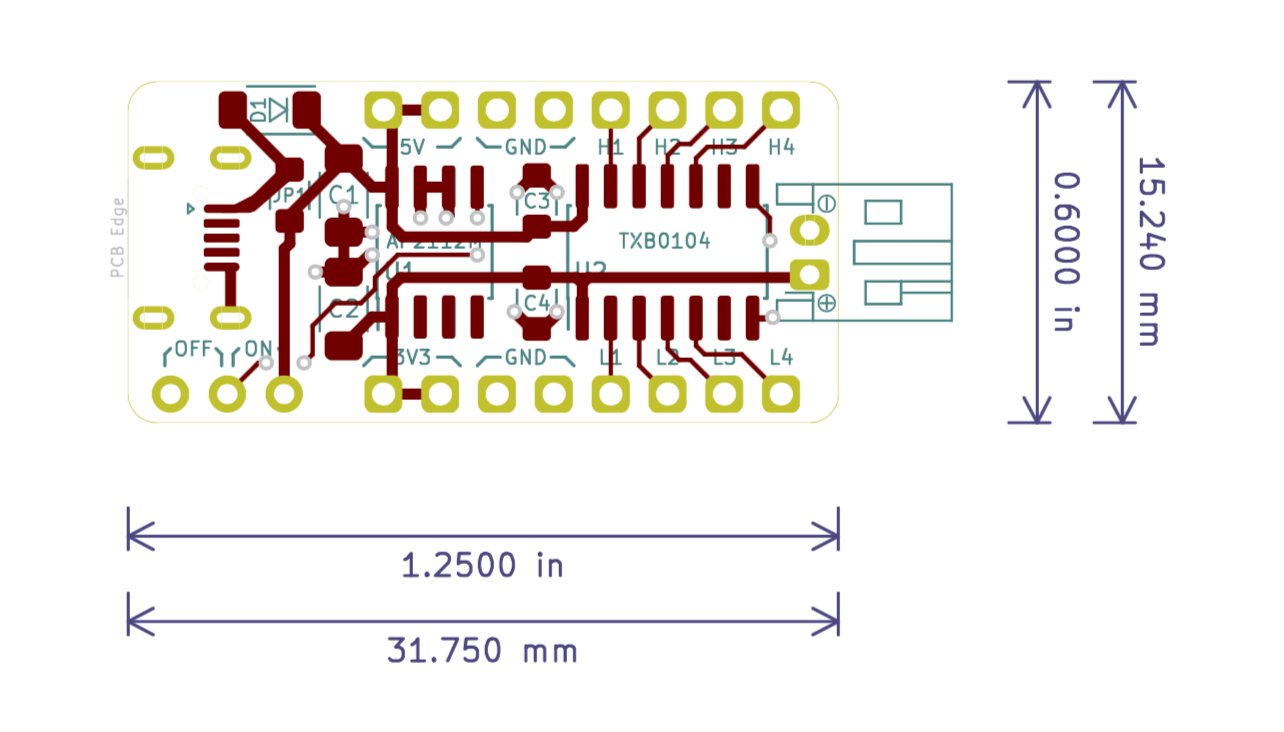 D1
5V
GND
H1
H2
H3
H4
JP1
C1
C3
PCB Edge
AP2112M
TXB0104
U1
U2
C2
C4
OFF
ON
3V3
GND
L1
L2
L3
L4
0.6000 in
15.240 mm
1.2500 in
31.750 mm